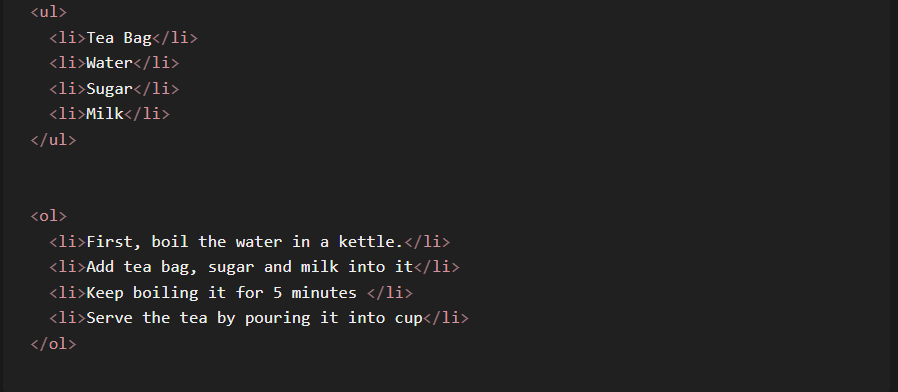 <ul>
  <li>Tea Bag</li>
  <li>Water</li>
  <li>Sugar</li>
  <li>Milk</li>
</ul>
<ol>
  <li>First, boil the water in a kettle.</li>
  <li>Add tea bag, sugar and milk into it</li>
  <li>Keep boiling it for 5 minutes </li>
  <li>Serve the tea by pouring it into cup</li>
</ol>